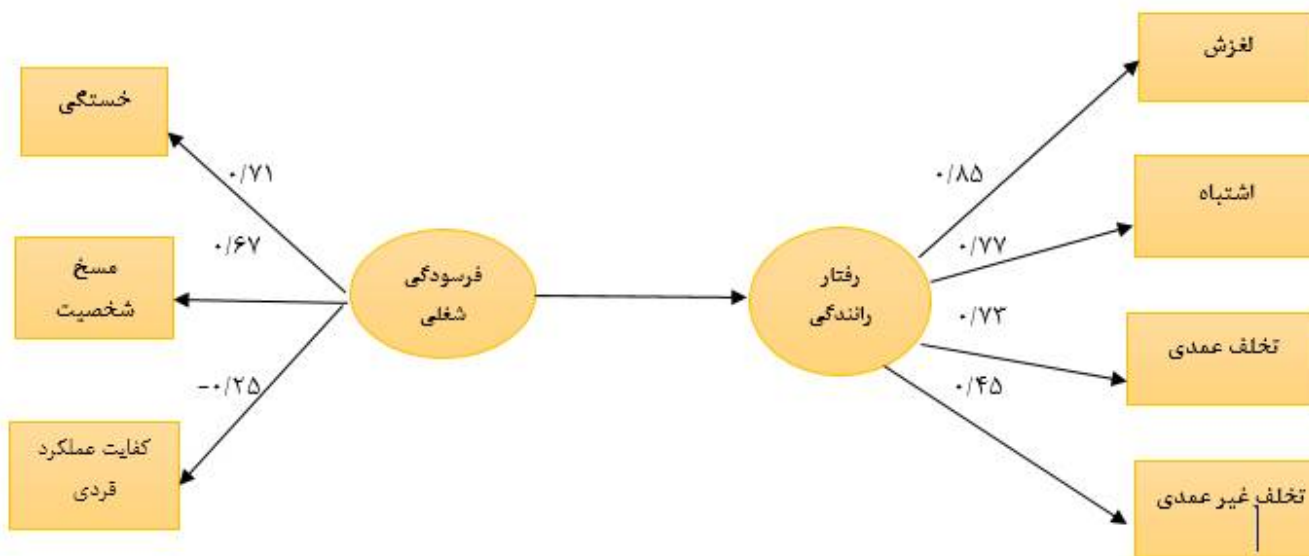 لغزش
خستگی
۰/۷۱
۰/۸۵
اشتباه
۰/۶۷
۰/۷۷
مسخ
شخصیت
فرسودگی
شغلی
رفتار
رانندگی
۰/۷۳
تخلف عمدی
-۰/۲۵
۰/۴۵
کفایت عملکرد
قردی
تخلف غیر عمدی